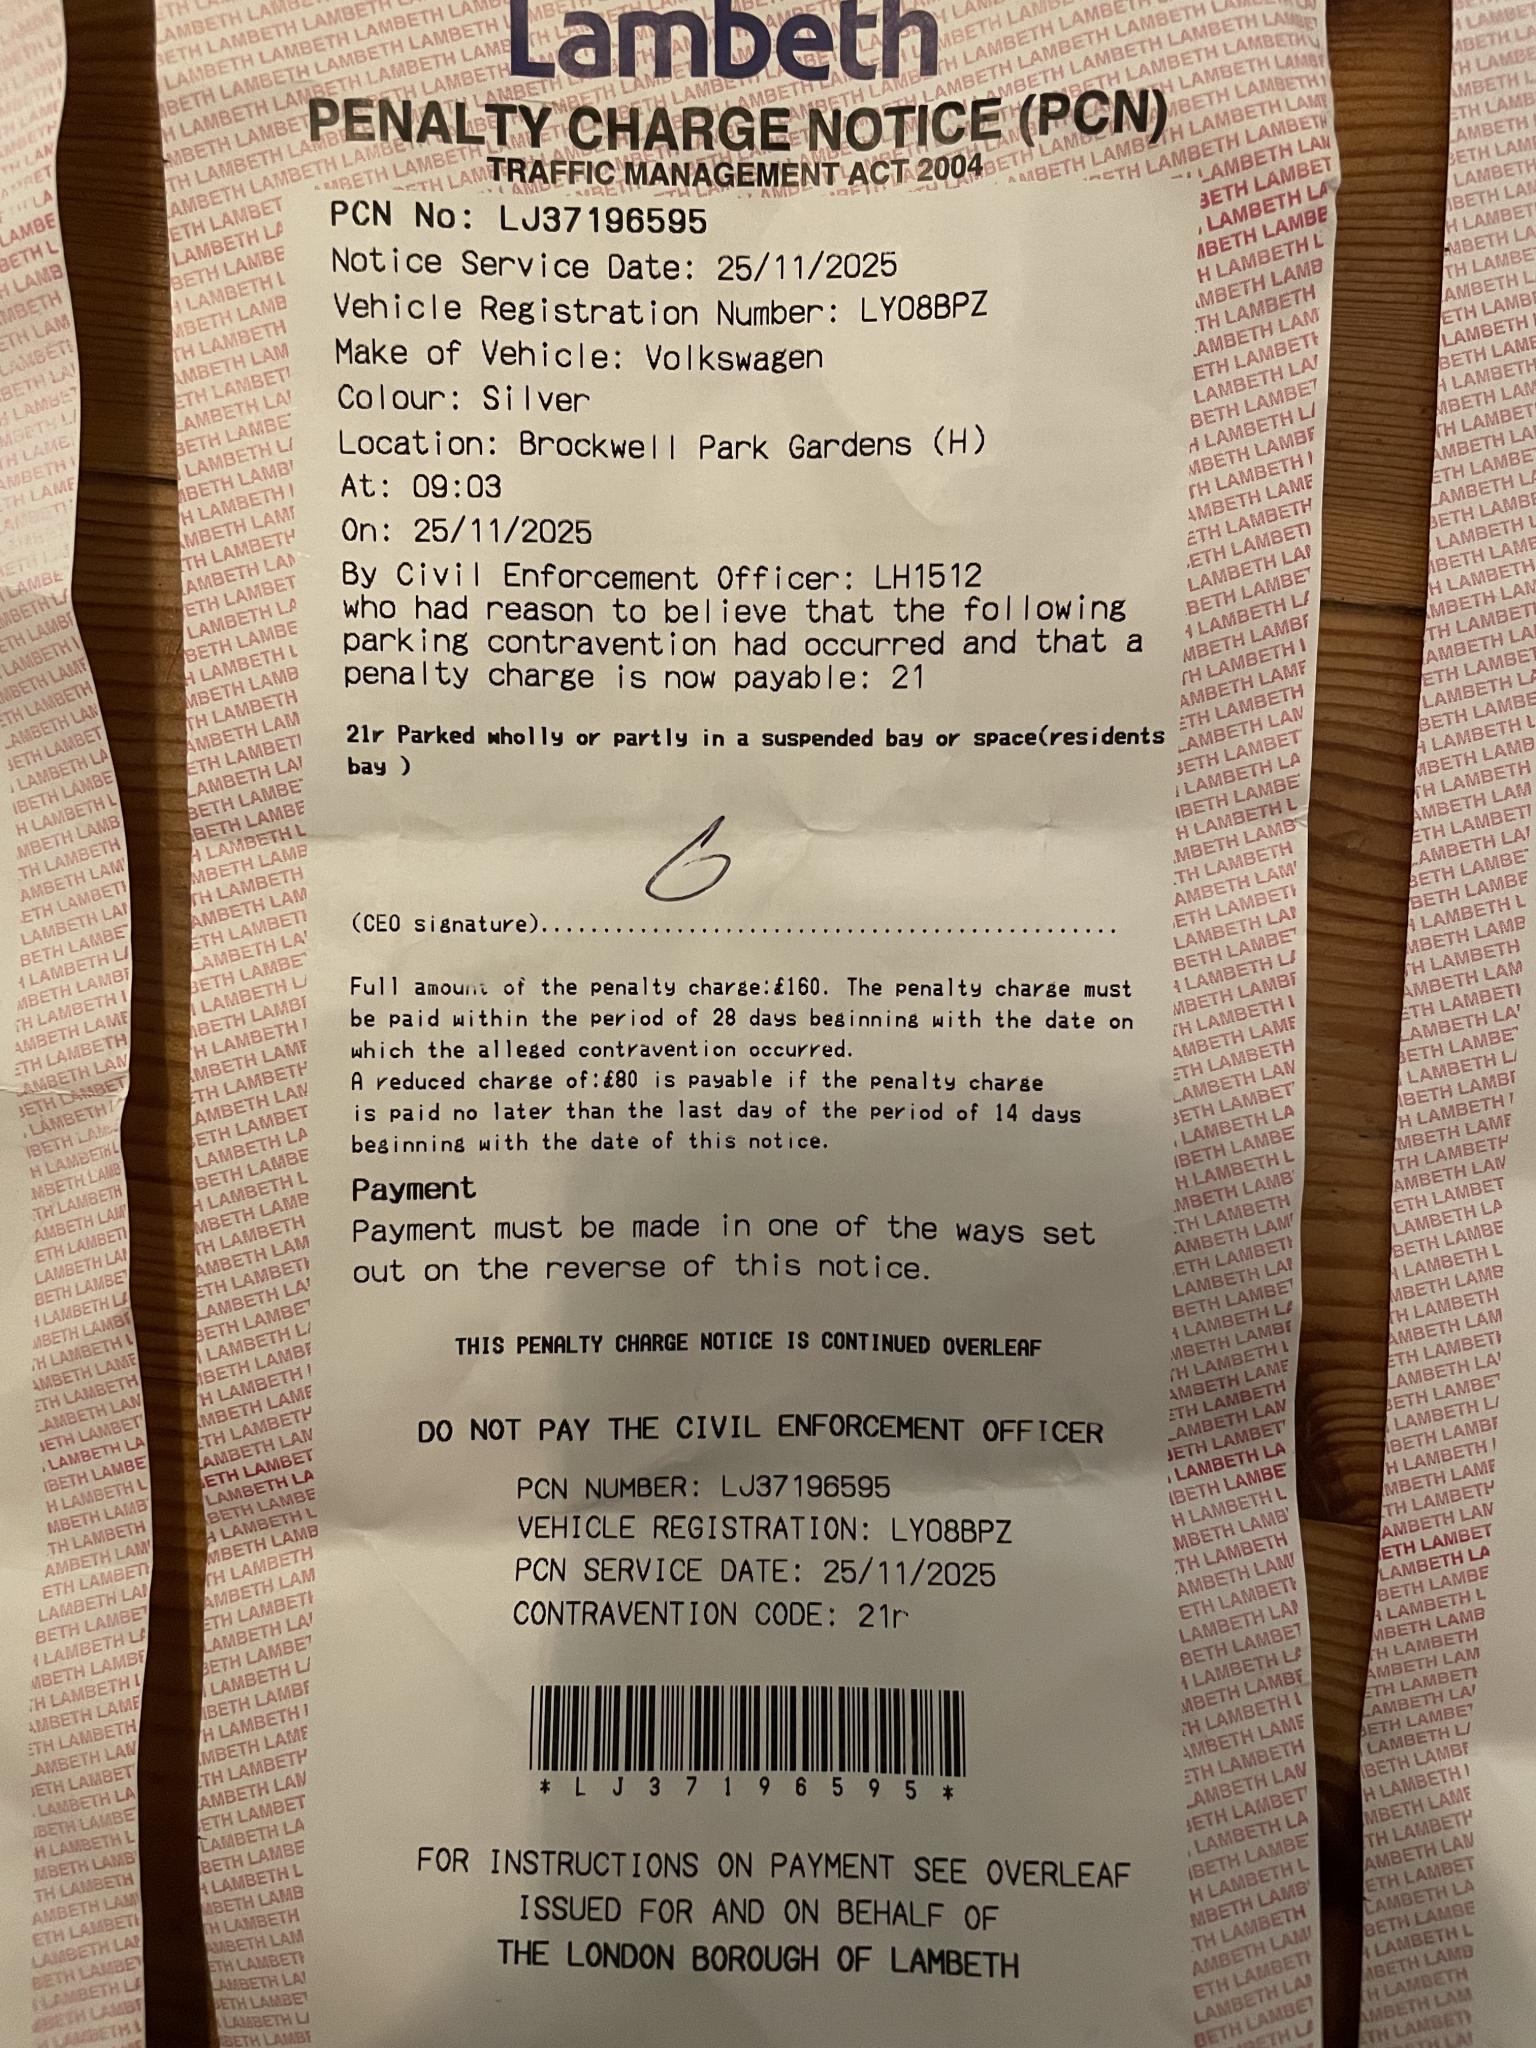 Lambeth
PENALTY CHARGE NOTICE (PCN)
TRAFFIC MANAGEMENT ACT 2004
PCN No: LJ37196595
Notice Service Date: 25/11/2025
Vehicle Registration Number: LY08BPZ
Make of Vehicle: Volkswagen
Colour: Silver
Location: Brockwell Park Gardens (H)
At: 09:03
On: 25/11/2025
By Civil Enforcement Officer: LH1512
who had reason to believe that the following
parking contravention had occurred and that a
penalty charge is now payable: 21
21r Parked wholly or partly in a suspended bay or space(residents
bay )
(CEO signature)..............................................
Full amount of the penalty charge:£160. The penalty charge must
be paid within the period of 28 days beginning with the date on
which the alleged contravention occurred.
A reduced charge of:£80 is payable if the penalty charge
is paid no later than the last day of the period of 14 days
beginning with the date of this notice.
Payment
Payment must be made in one of the ways set
out on the reverse of this notice.
THIS PENALTY CHARGE NOTICE IS CONTINUED OVERLEAF
DO NOT PAY THE CIVIL ENFORCEMENT OFFICER
PCN NUMBER: LJ37196595
VEHICLE REGISTRATION: LY08BPZ
PCN SERVICE DATE: 25/11/2025
CONTRAVENTION CODE: 21r
*LJ37196595*
FOR INSTRUCTIONS ON PAYMENT SEE OVERLEAF
ISSUED FOR AND ON BEHALF OF
THE LONDON BOROUGH OF LAMBETH